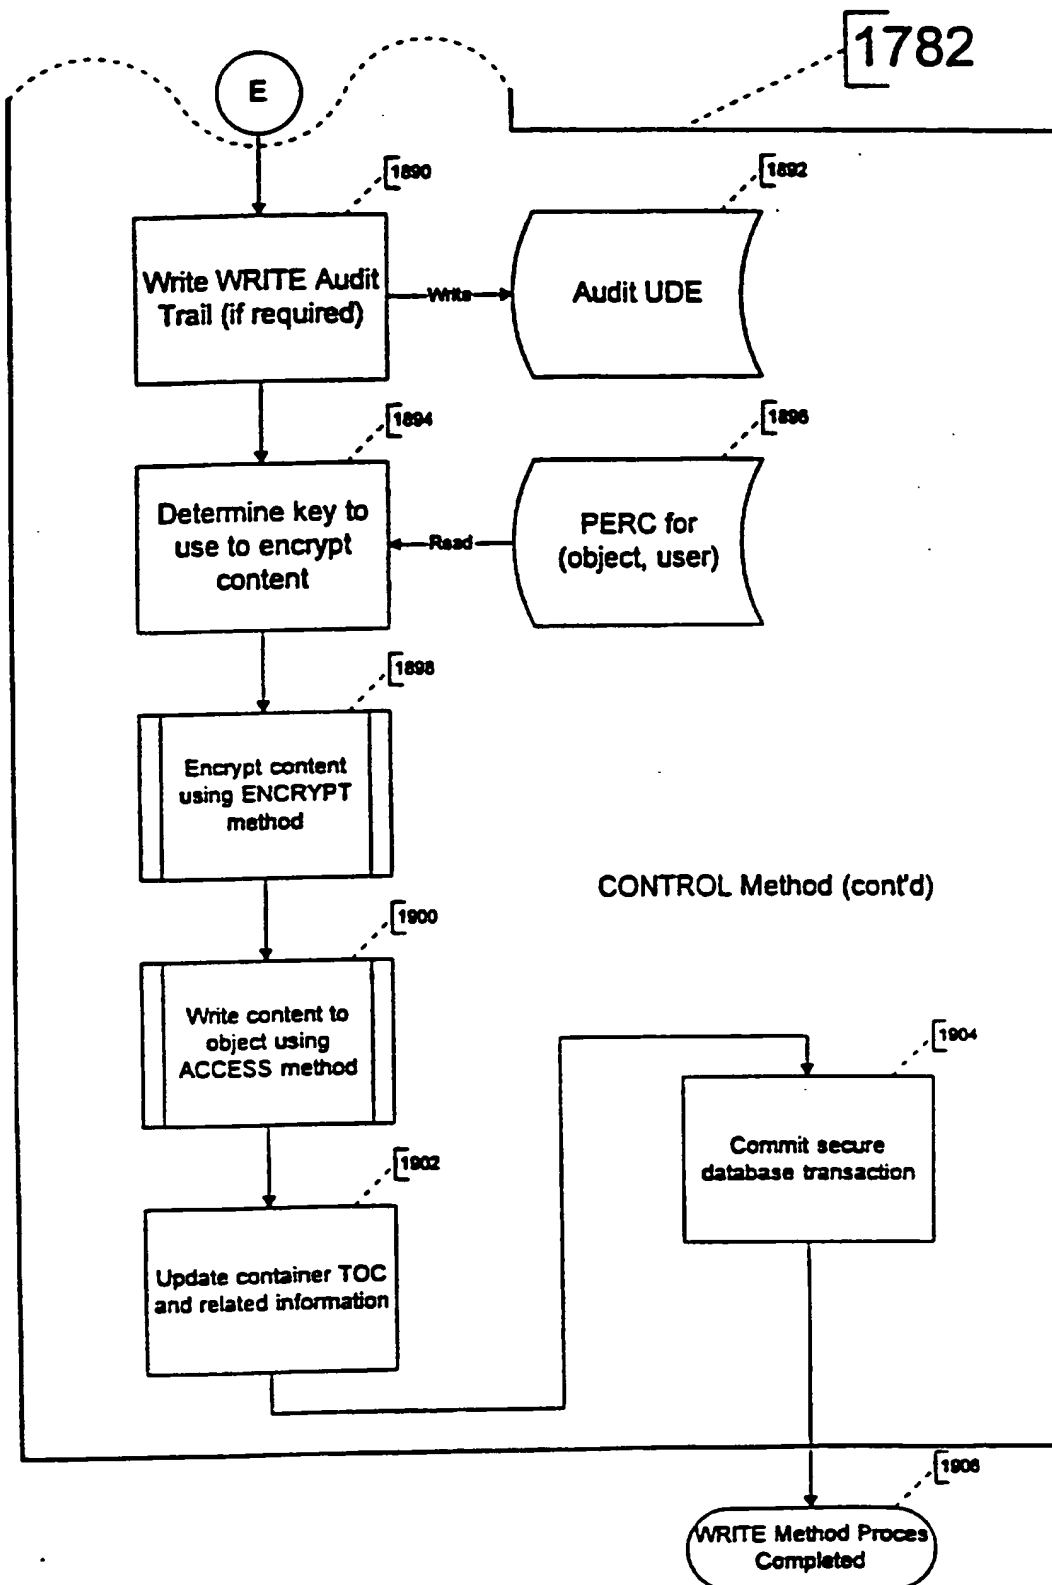 1782
E
1890
1892
Write WRITE Audit
Trail (if required)
Write
Audit UDE
1894
1896
Determine key to
use to encrypt
content
Read
PERC for
(object, user)
1898
Encrypt content
using ENCRYPT
method
CONTROL Method (cont'd)
1900
Write content to
object using
ACCESS method
1904
Commit secure
database transaction
1902
Update container TOC
and related information
1906
WRITE Method Proces
Completed